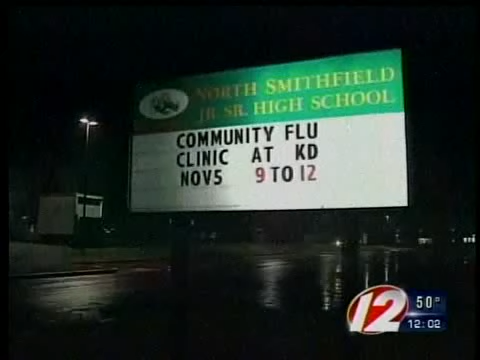 NORTH SMITHFIELD
JR. SR. HIGH SCHOOL
COMMUNITY FLU
CLINIC AT KD
NOV5 9 TO 12
12 50°
12:02